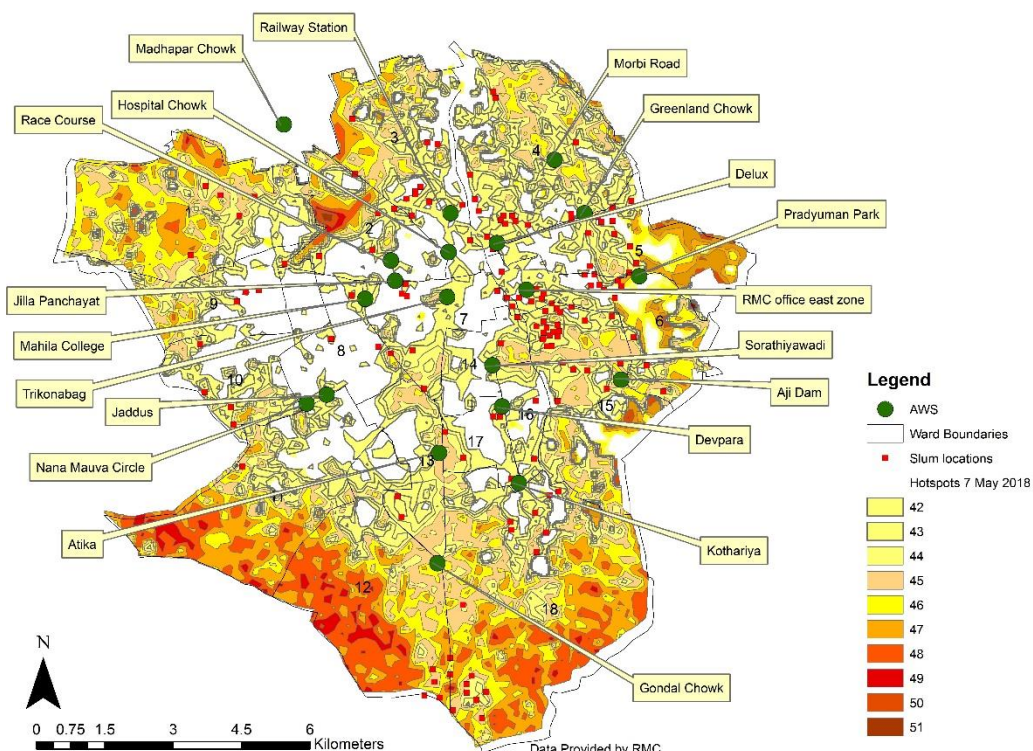 Railway Station
Madhapar Chowk
Morbi Road
Hospital Chowk
Greenland Chowk
Race Course
Delux
Pradyuman Park
Jilla Panchayat
RMC office east zone
Mahila College
Sorathiyawadi
Trikonabag
Aji Dam
Jaddus
Devpara
Nana Mauva Circle
Atika
Kothariya
Gondal Chowk
3
4
1
2
5
9
6
7
8
14
10
15
16
17
13
11
12
18
Legend
AWS
Ward Boundaries
Slum locations
Hotspots 7 May 2018
42
43
44
45
46
47
48
49
50
51
N
0 0.75 1.5 3 4.5 6
Kilometers
Data Provided by RMC